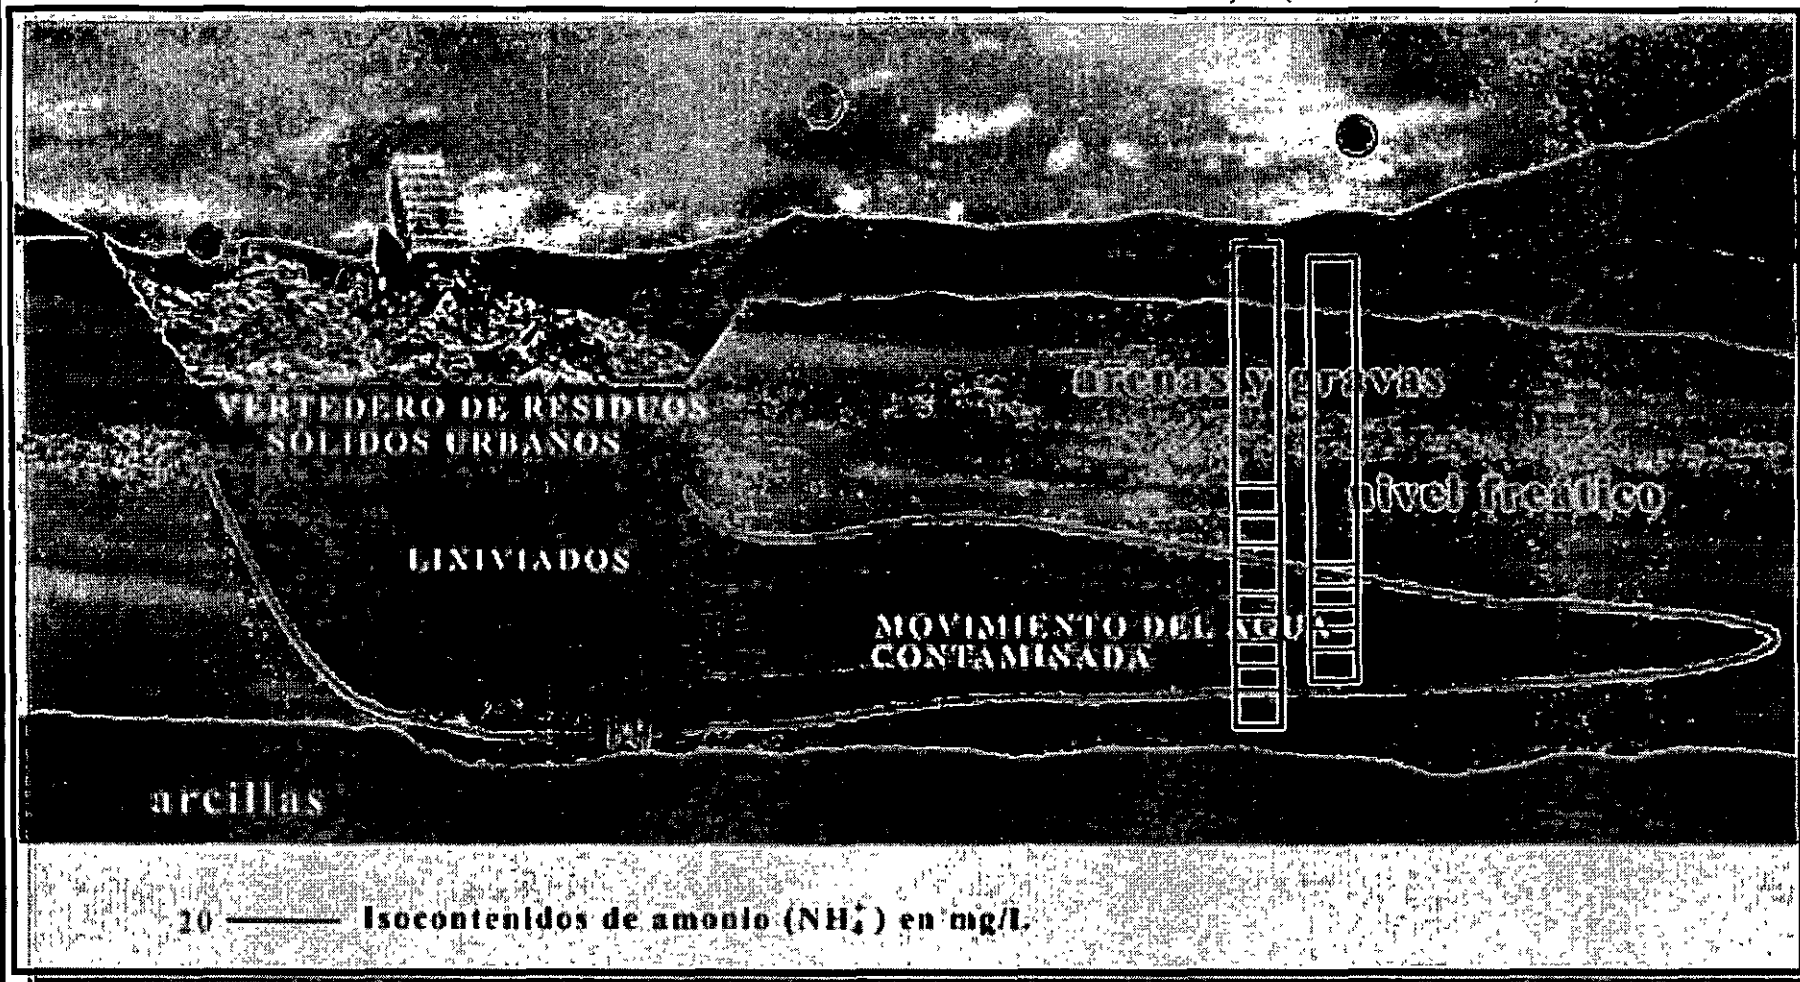 arenas y gravas
VERTEDERO DE RESIDUOS
SOLIDOS URBANOS
nivel freático
LIXIVIADOS
MOVIMIENTO DEL AGUA
CONTAMINADA
arcillas
20 Isocontenidos de amonio (NH₄⁺) en mg/l.